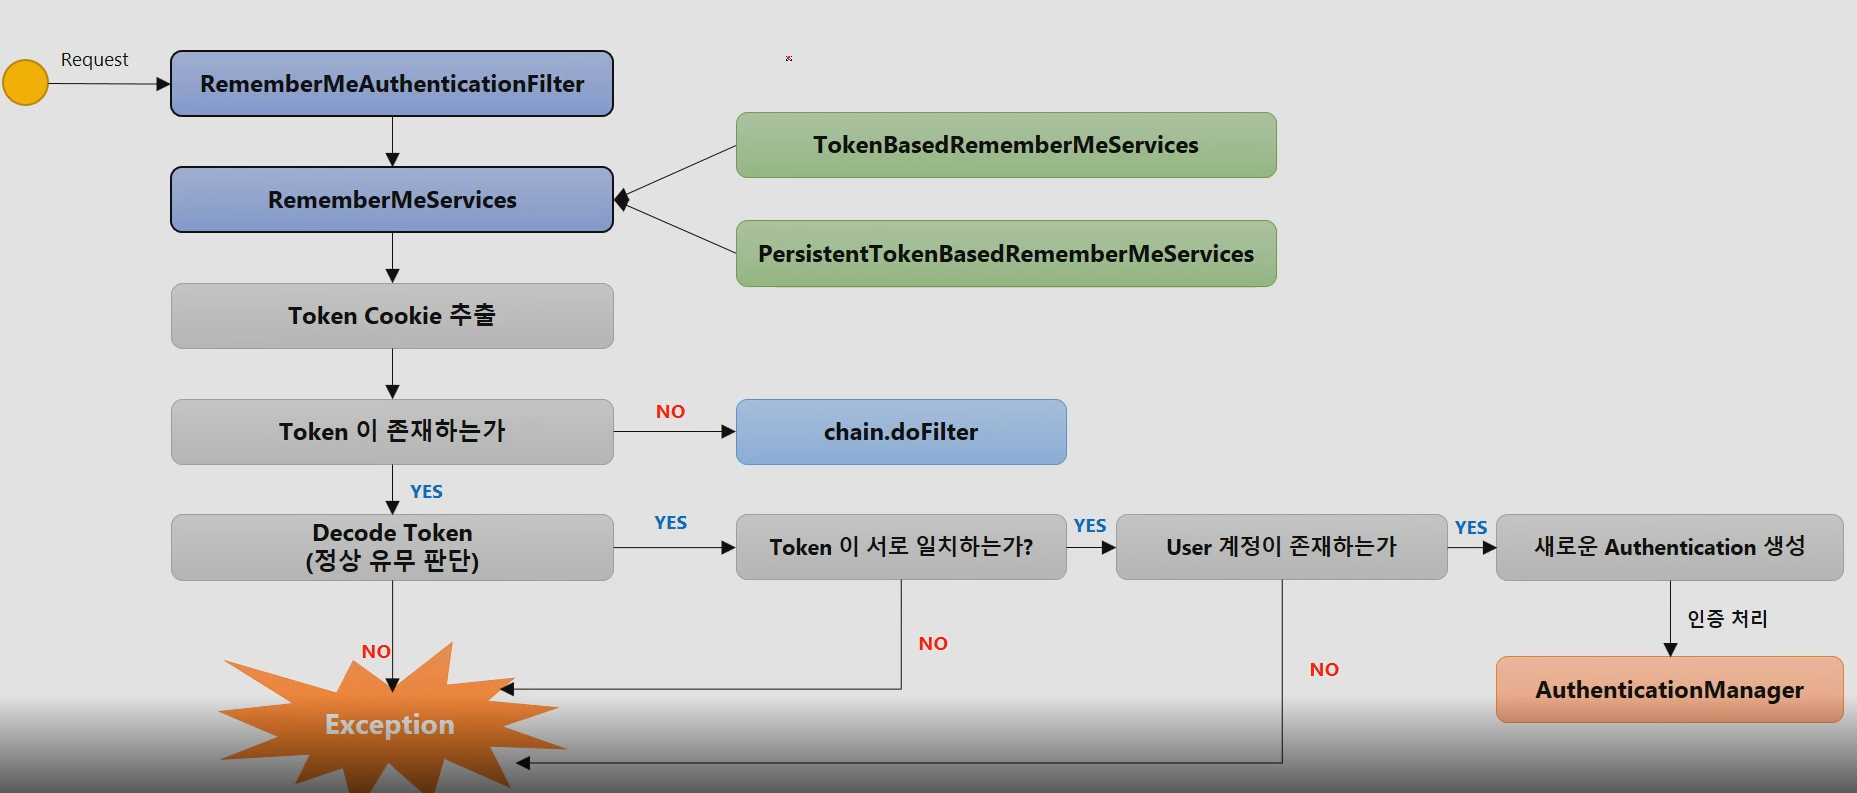 Request
RememberMeAuthenticationFilter
TokenBasedRememberMeServices
RememberMeServices
PersistentTokenBasedRememberMeServices
Token Cookie 추출
Token 이 존재하는가
NO
chain.doFilter
YES
Decode Token
(정상 유무 판단)
YES
Token 이 서로 일치하는가?
YES
User 계정이 존재하는가
YES
새로운 Authentication 생성
인증 처리
NO
NO
NO
Exception
AuthenticationManager